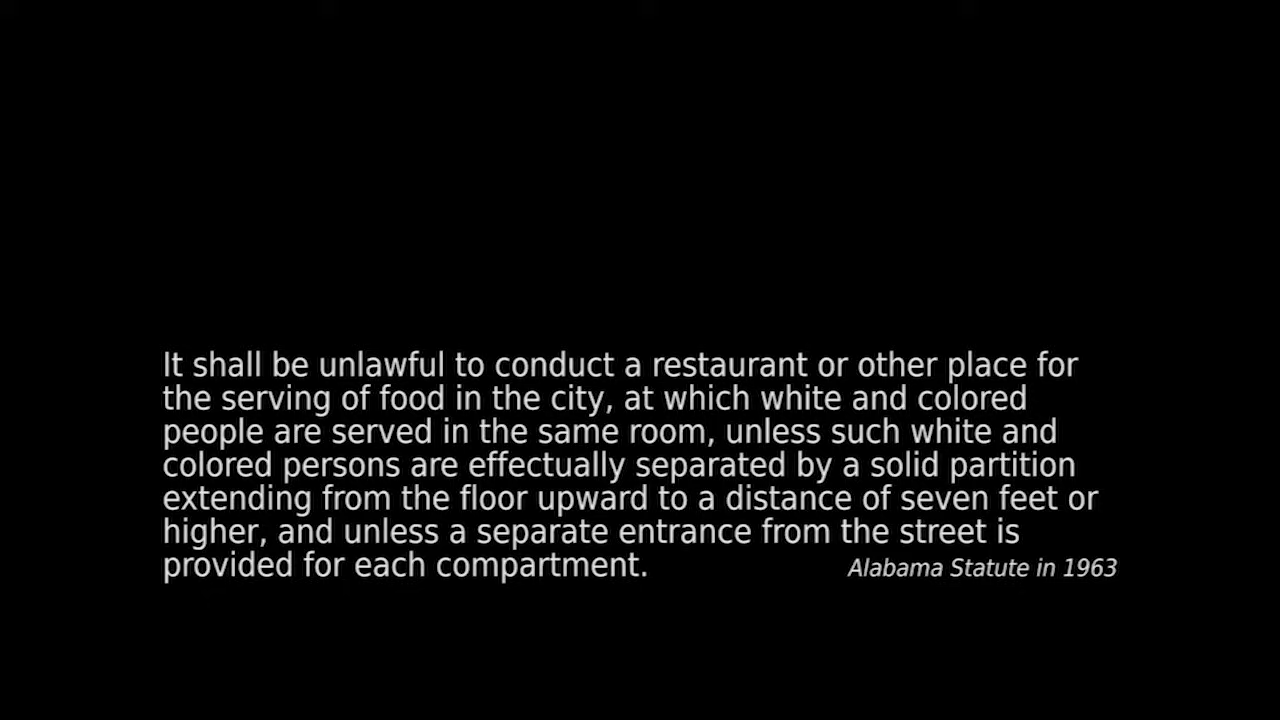 It shall be unlawful to conduct a restaurant or other place for
the serving of food in the city, at which white and colored
people are served in the same room, unless such white and
colored persons are effectually separated by a solid partition
extending from the floor upward to a distance of seven feet or
higher, and unless a separate entrance from the street is
provided for each compartment. Alabama Statute in 1963